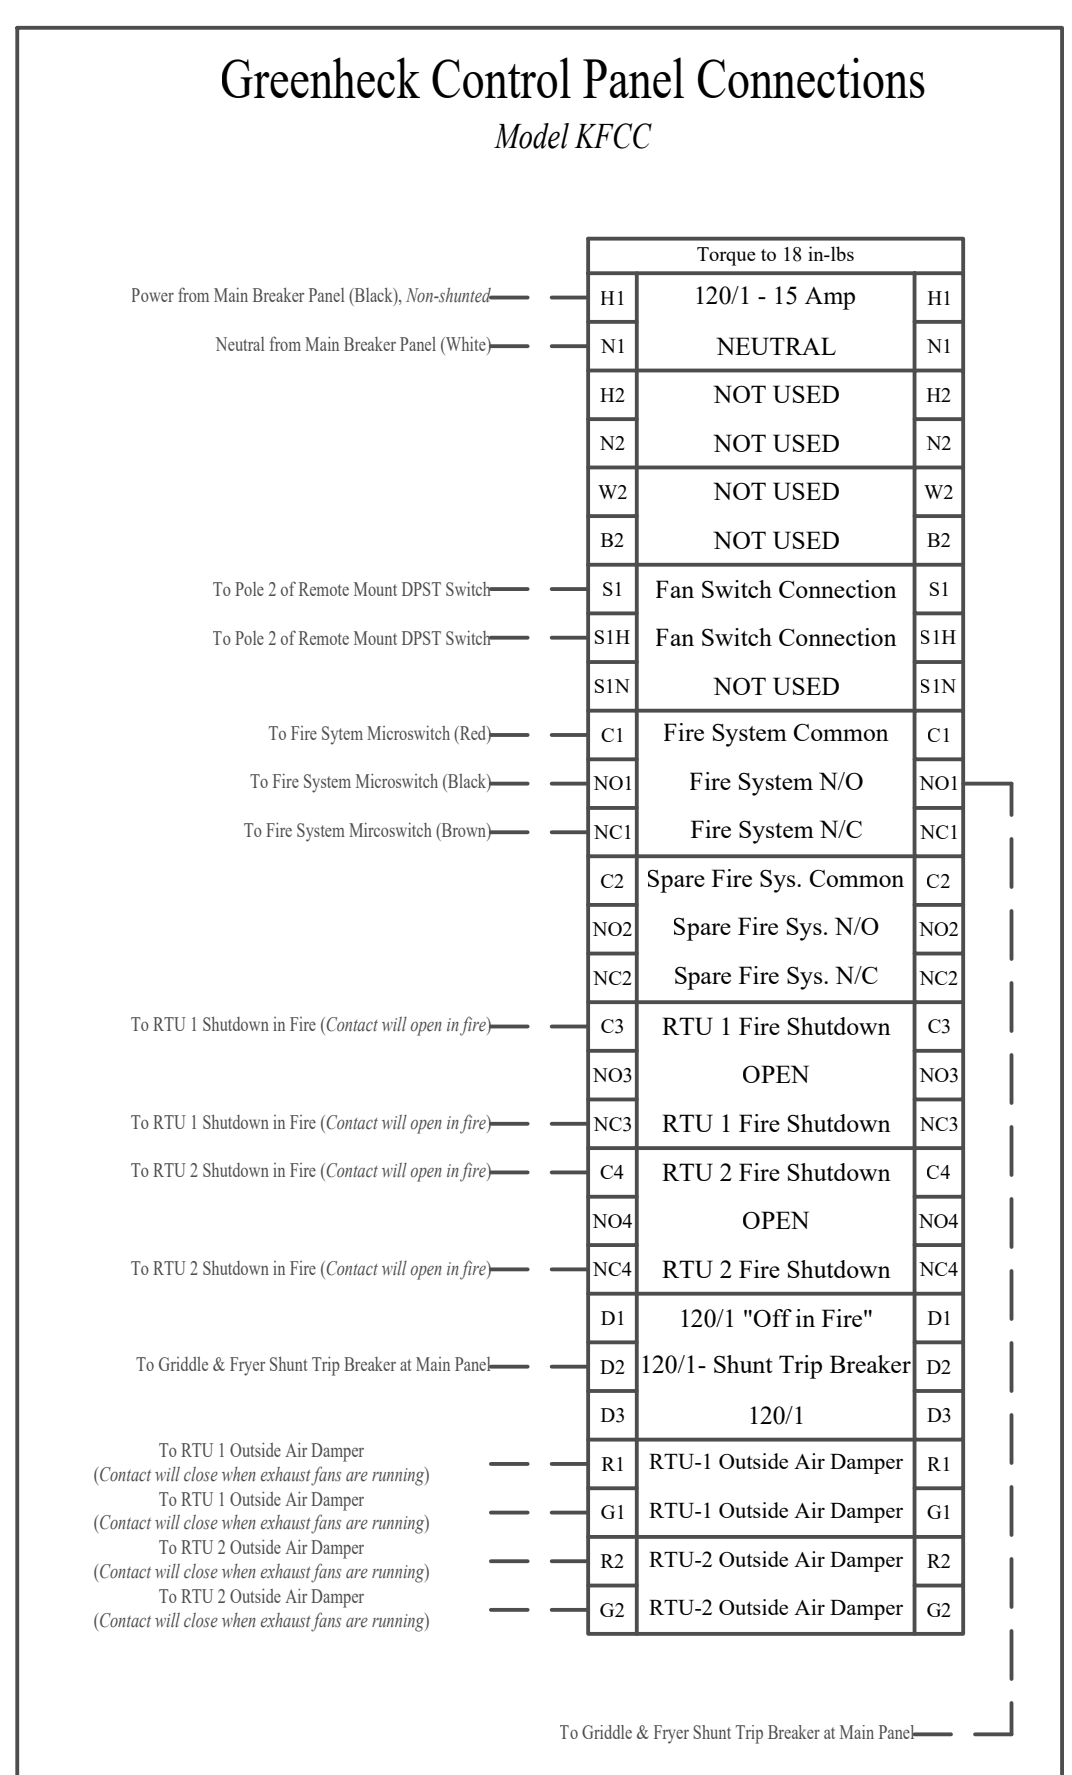 Greenheck Control Panel Connections
Model KFCC
Torque to 18 in-lbs
Power from Main Breaker Panel (Black), Non-shunted H1 120/1 - 15 Amp H1
Neutral from Main Breaker Panel (White) N1 NEUTRAL N1
H2 NOT USED H2
N2 NOT USED N2
W2 NOT USED W2
B2 NOT USED B2
To Pole 2 of Remote Mount DPST Switch S1 Fan Switch Connection S1
To Pole 2 of Remote Mount DPST Switch S1H Fan Switch Connection S1H
S1N NOT USED S1N
To Fire Sytem Microswitch (Red) C1 Fire System Common C1
To Fire System Microswitch (Black) NO1 Fire System N/O NO1
To Fire System Mircoswitch (Brown) NC1 Fire System N/C NC1
C2 Spare Fire Sys. Common C2
NO2 Spare Fire Sys. N/O NO2
NC2 Spare Fire Sys. N/C NC2
To RTU 1 Shutdown in Fire (Contact will open in fire) C3 RTU 1 Fire Shutdown C3
NO3 OPEN NO3
To RTU 1 Shutdown in Fire (Contact will open in fire) NC3 RTU 1 Fire Shutdown NC3
To RTU 2 Shutdown in Fire (Contact will open in fire) C4 RTU 2 Fire Shutdown C4
NO4 OPEN NO4
To RTU 2 Shutdown in Fire (Contact will open in fire) NC4 RTU 2 Fire Shutdown NC4
D1 120/1 "Off in Fire" D1
To Griddle & Fryer Shunt Trip Breaker at Main Panel D2 120/1- Shunt Trip Breaker D2
D3 120/1 D3
To RTU 1 Outside Air Damper
(Contact will close when exhaust fans are running) R1 RTU-1 Outside Air Damper R1
To RTU 1 Outside Air Damper
(Contact will close when exhaust fans are running) G1 RTU-1 Outside Air Damper G1
To RTU 2 Outside Air Damper
(Contact will close when exhaust fans are running) R2 RTU-2 Outside Air Damper R2
To RTU 2 Outside Air Damper
(Contact will close when exhaust fans are running) G2 RTU-2 Outside Air Damper G2
To Griddle & Fryer Shunt Trip Breaker at Main Panel